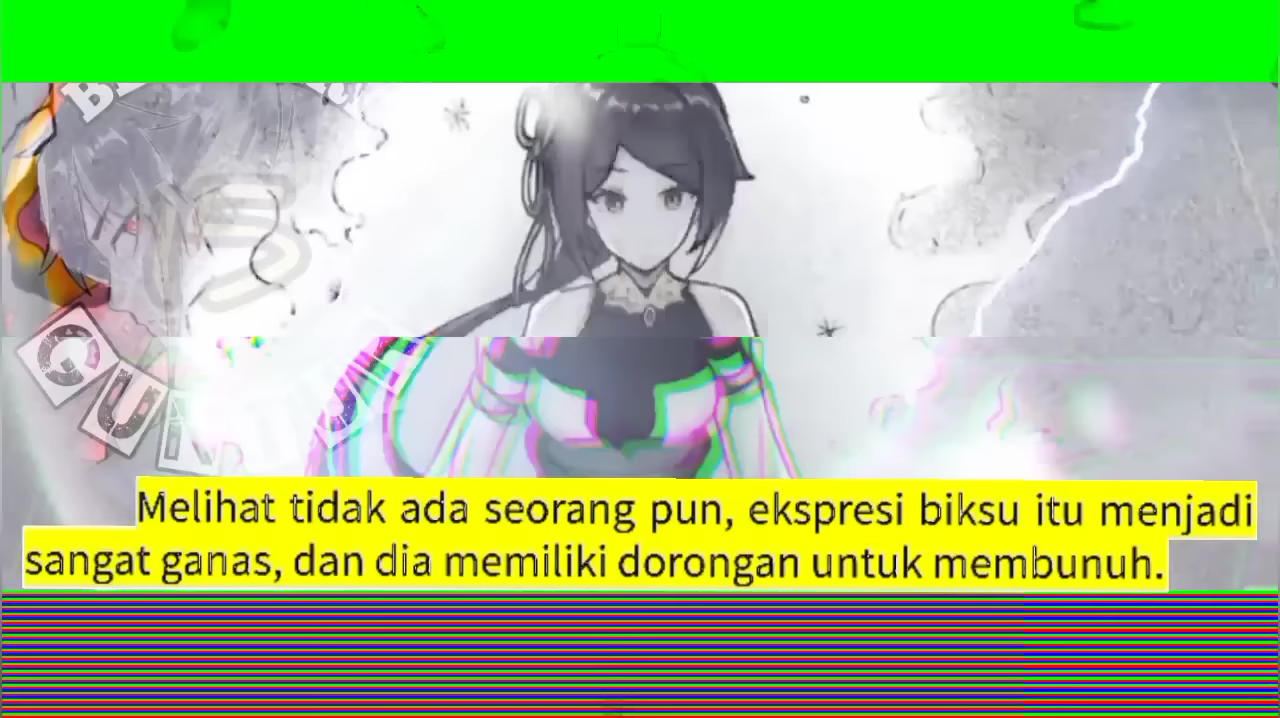 Melihat tidak ada seorang pun, ekspresi biksu itu menjadi
sangat ganas, dan dia memiliki dorongan untuk membunuh.